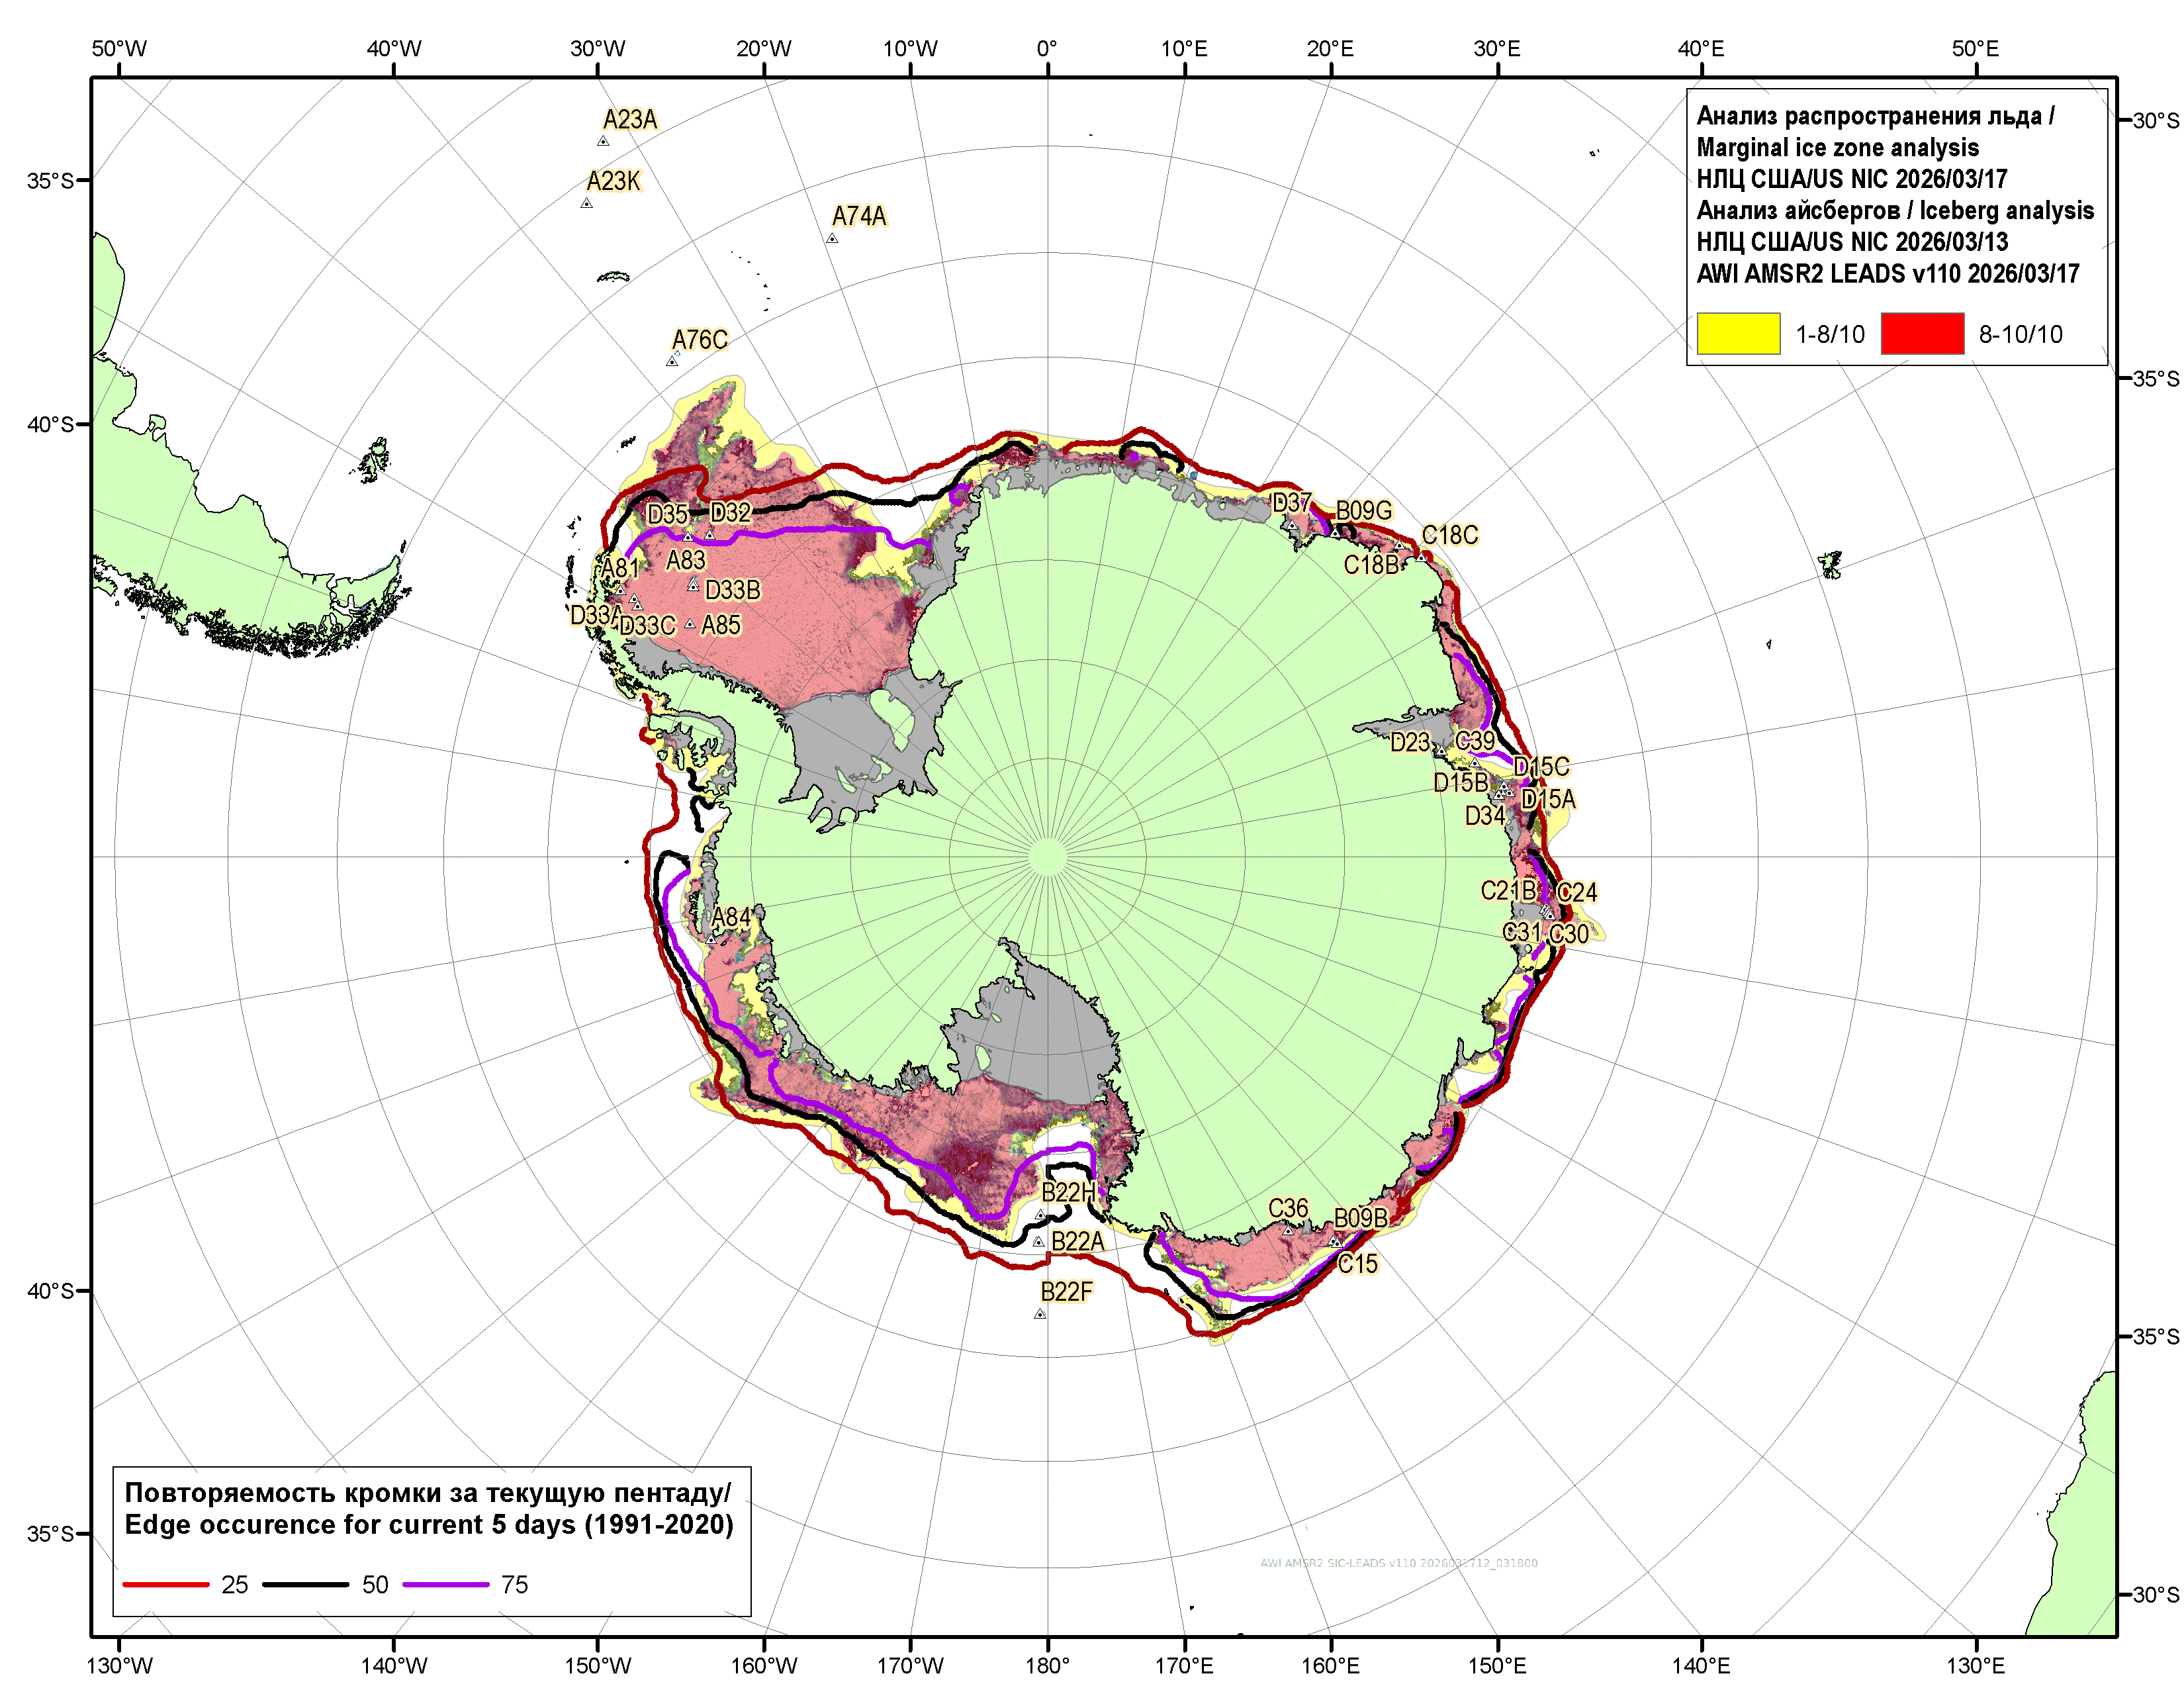 50°W 40°W 30°W 20°W 10°W 0° 10°E 20°E 30°E 40°E 50°E
Анализ распространения льда /
Marginal ice zone analysis
НЛЦ США/US NIC 2026/03/17
Анализ айсбергов / Iceberg analysis
НЛЦ США/US NIC 2026/03/13
AWI AMSR2 LEADS v110 2026/03/17
1-8/10 8-10/10
30°S
35°S
35°S
40°S
A23A
A23K
A74A
A76C
D35 D32
A83
A81
D33B
D33A
D33C
A85
D37
B09G
C18C
C18B
D23
C39
D15C
D15B
D15A
D34
C21B
C24
C31
C30
A84
B22H
B22A
B22F
C36
B09B
C15
40°S
35°S
35°S
30°S
Повторяемость кромки за текущую пентаду/
Edge occurence for current 5 days (1991-2020)
25 50 75
AWI AMSR2 SIC-LEADS v110 2026031712_031800
130°W 140°W 150°W 160°W 170°W 180° 170°E 160°E 150°E 140°E 130°E